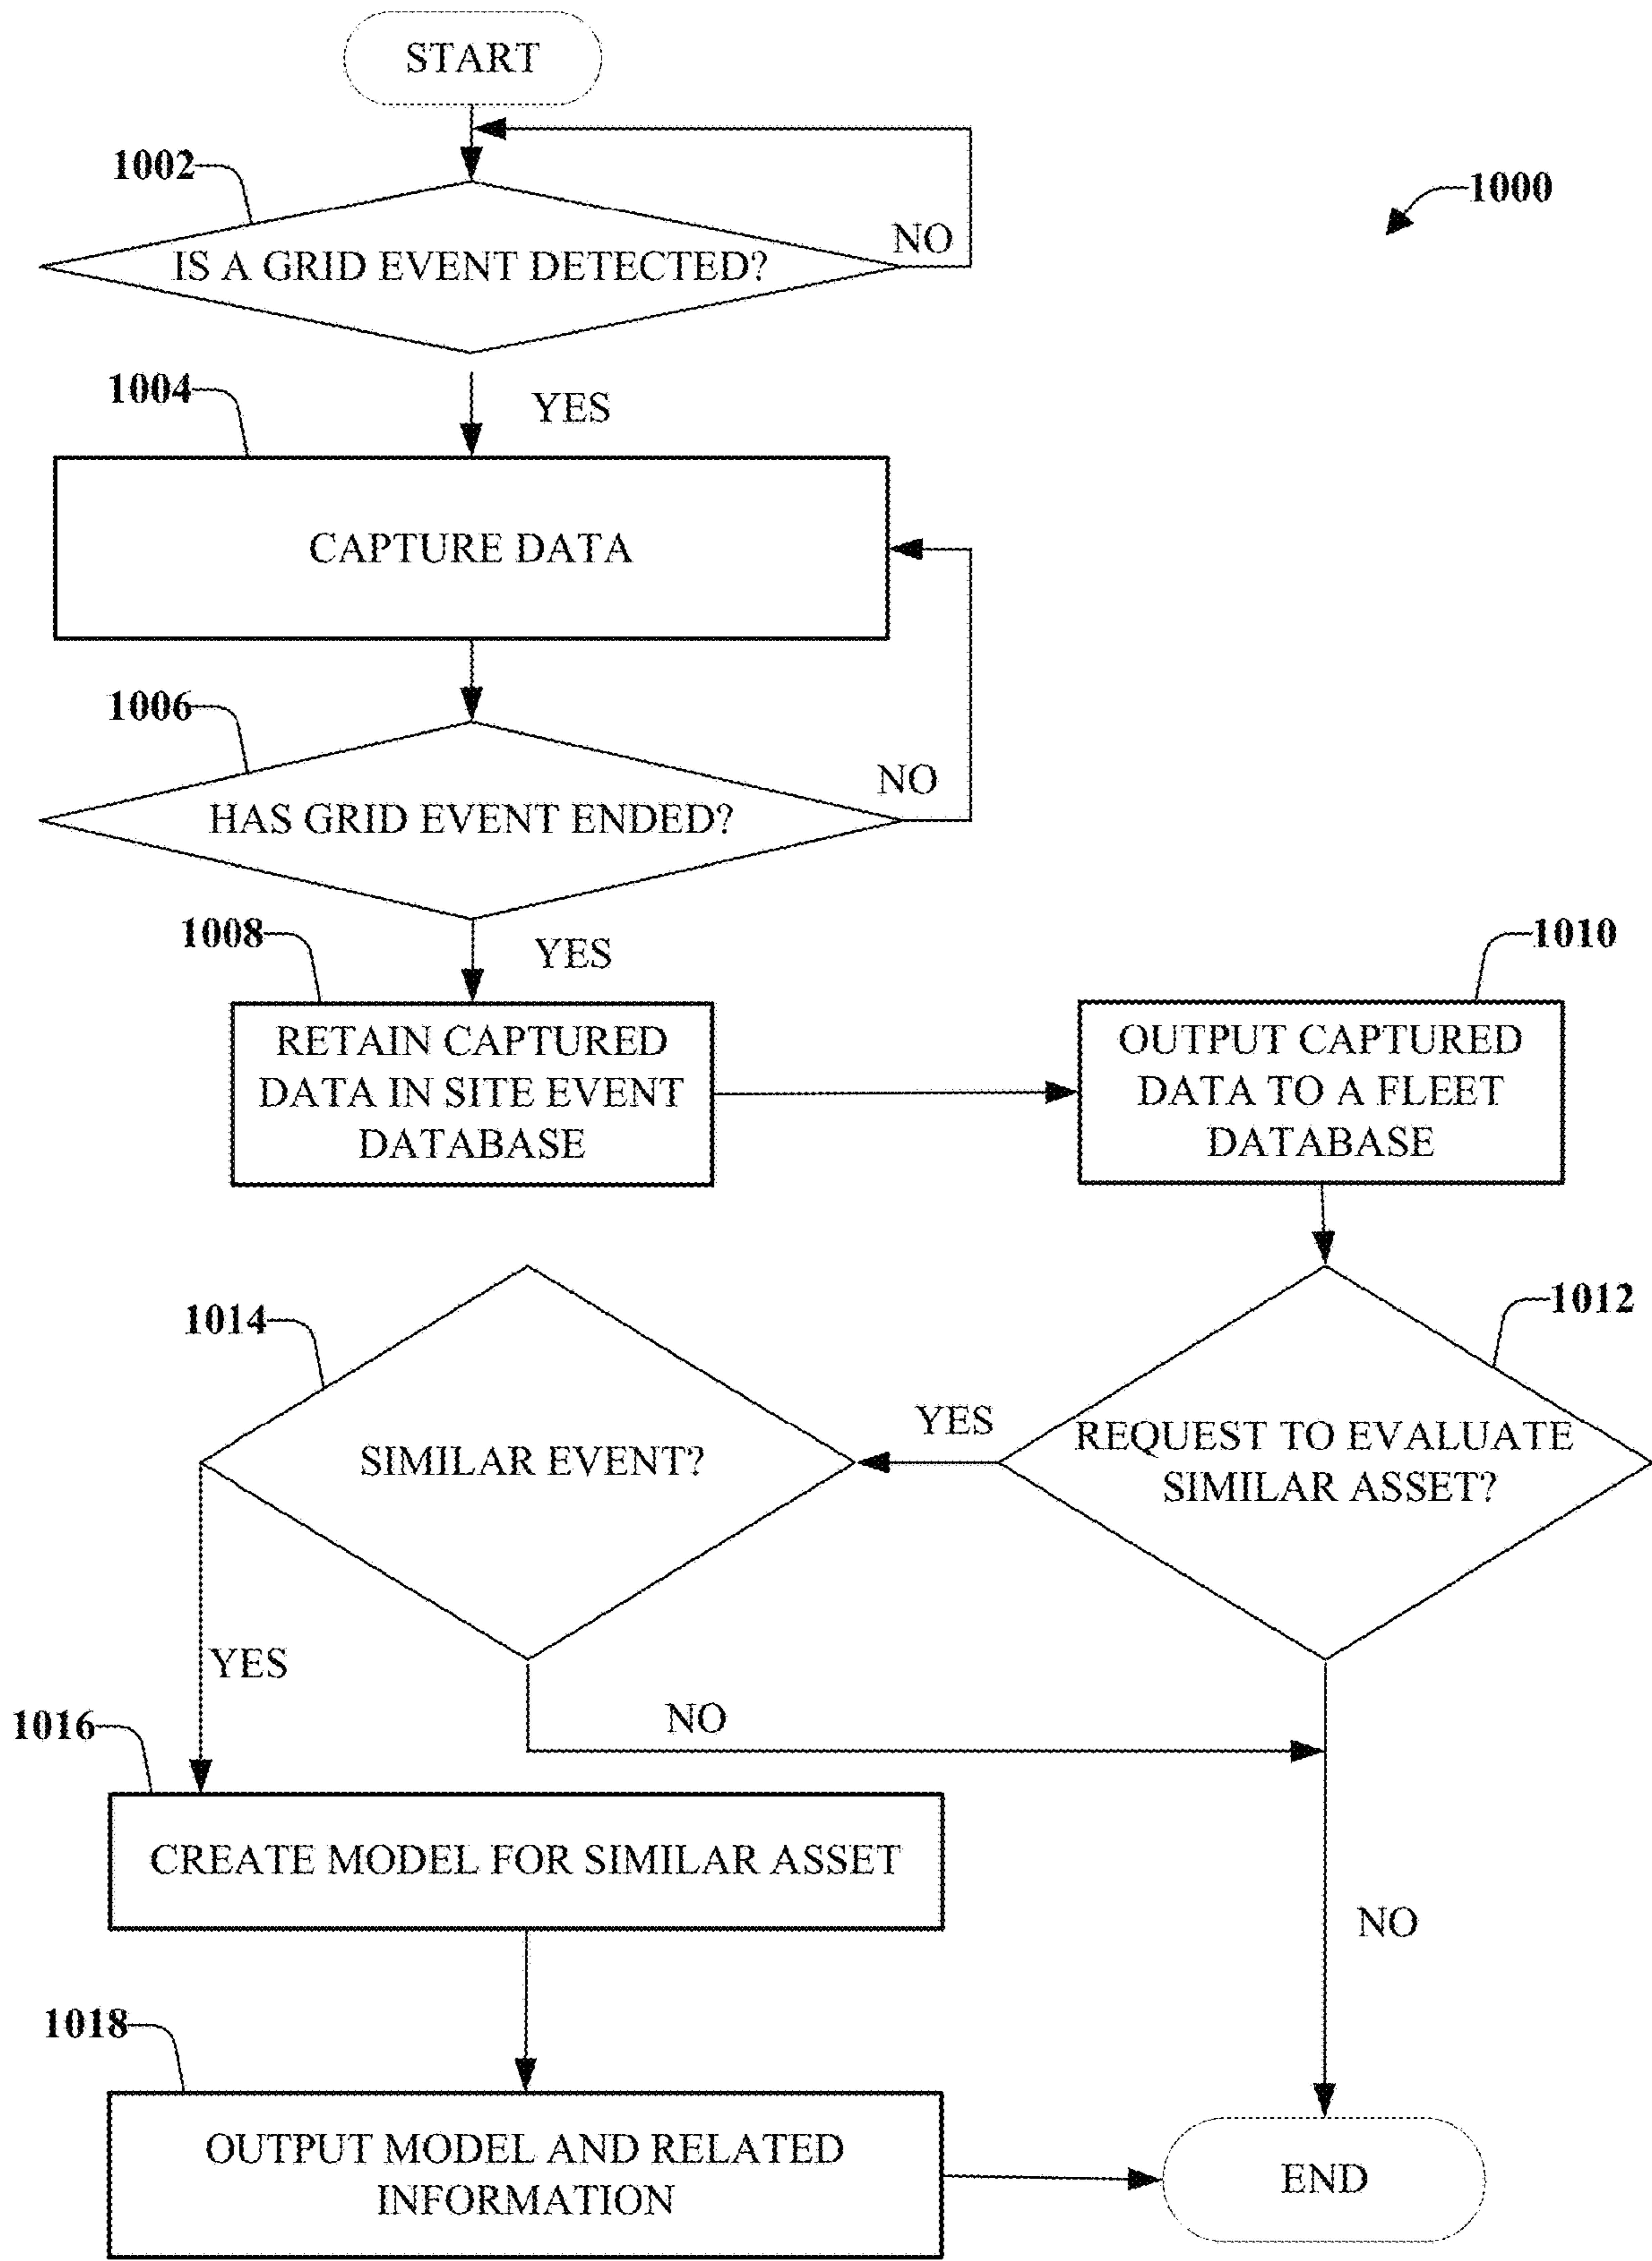 START
1002
1000
NO
IS A GRID EVENT DETECTED?
1004
YES
CAPTURE DATA
1006
NO
HAS GRID EVENT ENDED?
1008
YES
1010
RETAIN CAPTURED
DATA IN SITE EVENT
DATABASE
OUTPUT CAPTURED
DATA TO A FLEET
DATABASE
1012
1014
YES
REQUEST TO EVALUATE
SIMILAR ASSET?
SIMILAR EVENT?
YES
NO
1016
CREATE MODEL FOR SIMILAR ASSET
NO
1018
OUTPUT MODEL AND RELATED
INFORMATION
END